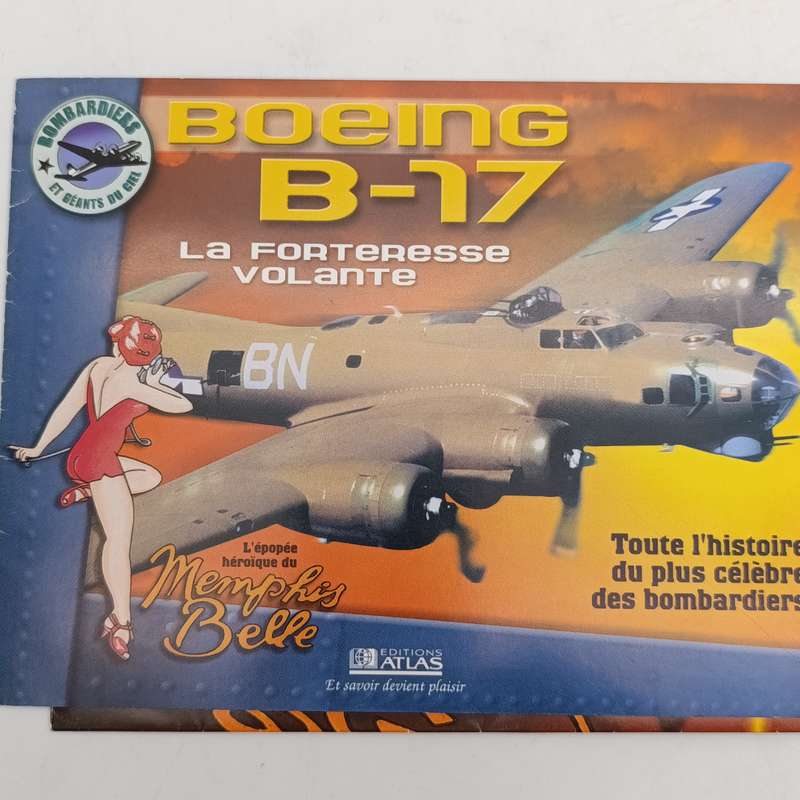 BOMBARDIERS
ET GÉANTS DU CIEL
BOEING
B-17
LA FORTERESSE
VOLANTE
BN
L'épopée
héroïque du
Memphis
Belle
Toute l'histoire
du plus célèbre
des bombardiers
EDITIONS
ATLAS
Et savoir devient plaisir